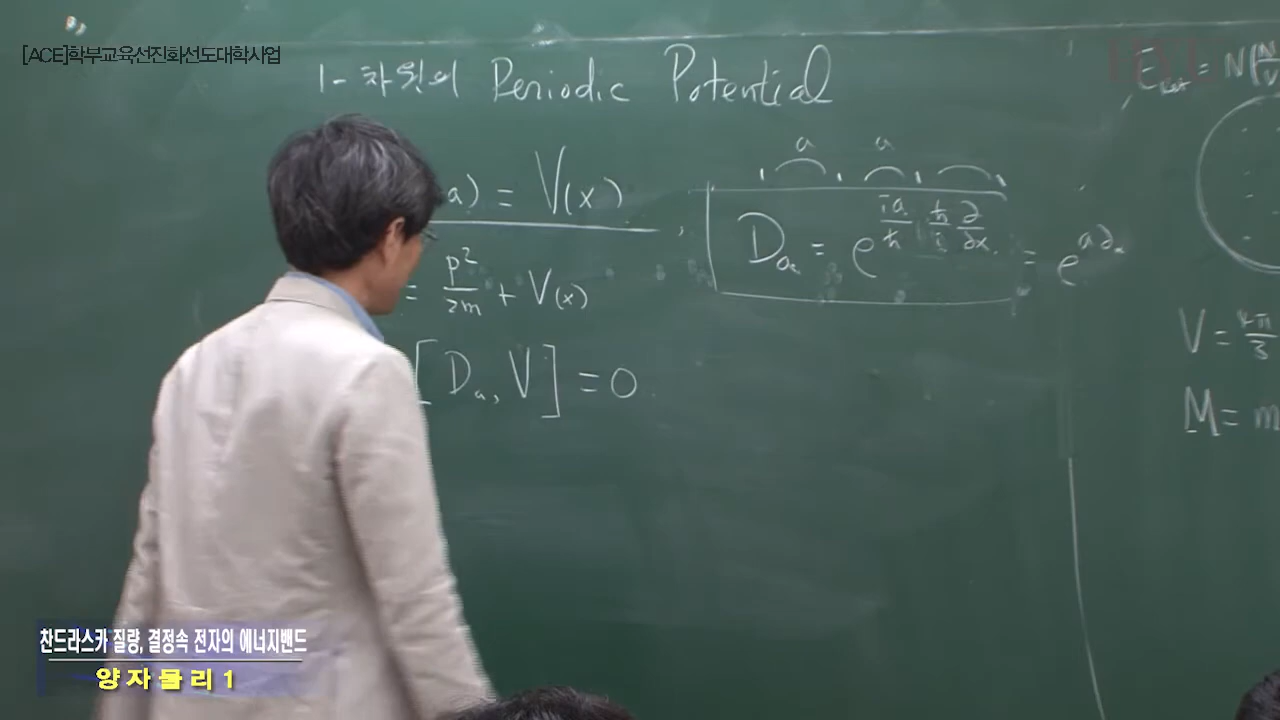 [ACE]학부교육선진화선도대학사업
1-차원의 Periodic Potential
a) = V(x) ,
= p²/2m + V(x)
[Dₐ, V] = 0.
a a
Dₐ = e^{(ia/ħ)·(ħ/i)(∂/∂x)} = e^{a∂ₓ}
V = 4π/3
M = m
찬드라스카 질량, 결정속 전자의 에너지밴드
양자물리 1